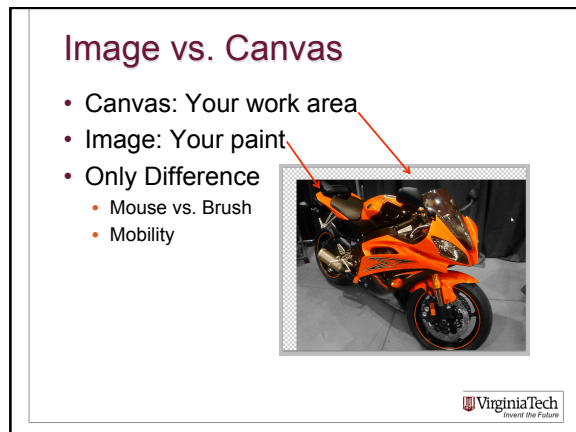 Image vs. Canvas
• Canvas: Your work area
• Image: Your paint
• Only Difference
• Mouse vs. Brush
• Mobility
VirginiaTech
Invent the Future